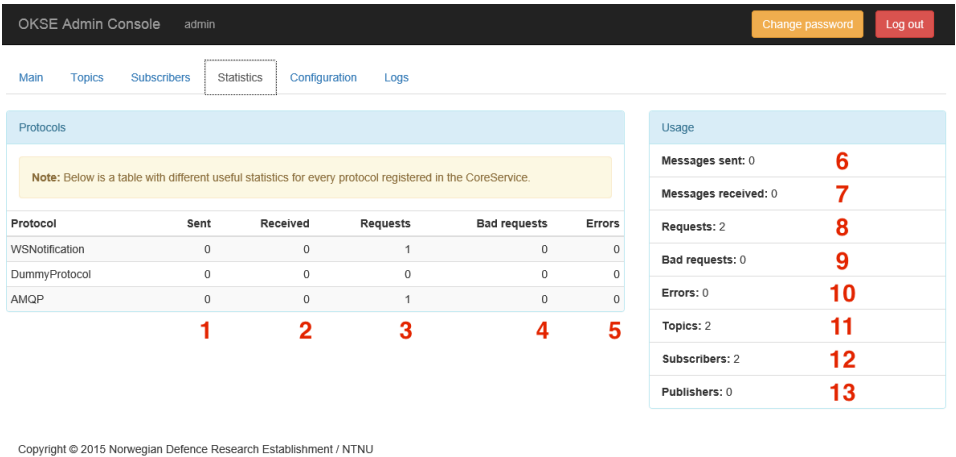 OKSE Admin Console admin Change password Log out
Main Topics Subscribers Statistics Configuration Logs
Protocols
Note: Below is a table with different useful statistics for every protocol registered in the CoreService.
Protocol Sent Received Requests Bad requests Errors
WSNotification 0 0 1 0 0
DummyProtocol 0 0 0 0 0
AMQP 0 0 1 0 0
1 2 3 4 5
Usage
Messages sent: 0 6
Messages received: 0 7
Requests: 2 8
Bad requests: 0 9
Errors: 0 10
Topics: 2 11
Subscribers: 2 12
Publishers: 0 13
Copyright © 2015 Norwegian Defence Research Establishment / NTNU